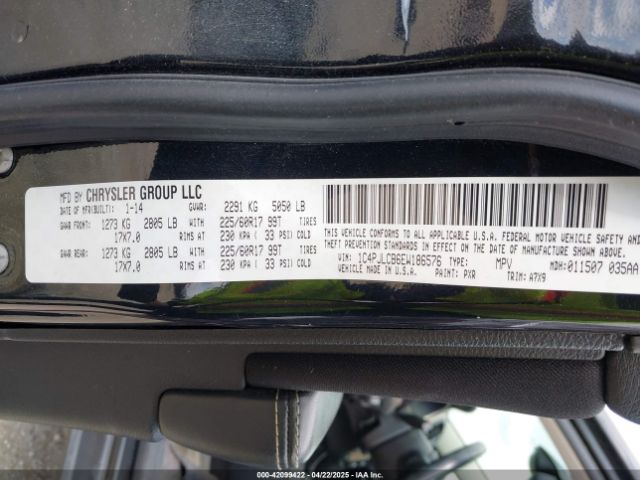 MFD BY CHRYSLER GROUP LLC
DATE OF MFR(BUILT): 1-14 GVWR: 2291 KG 5050 LB
GAWR FRONT: 1273 KG 2805 LB WITH 225/60R17 99T TIRES
17X7.0 RIMS AT 230 KPA ( 33 PSI) COLD
GAWR REAR: 1273 KG 2805 LB WITH 225/60R17 99T TIRES
17X7.0 RIMS AT 230 KPA ( 33 PSI) COLD
THIS VEHICLE CONFORMS TO ALL APPLICABLE U.S.A. FEDERAL MOTOR VEHICLE SAFETY AND
THEFT PREVENTION STANDARDS IN EFFECT ON THE DATE OF MANUFACTURE SHOWN ABOVE.
MADE IN U.S.A.
VIN: 1C4PJLCB6EW186576 TYPE: MPV MDH: 011507 035AA
PAINT: PXR TRIM: A7X9
000-42099422 - 04/22/2025 - IAAI.COM